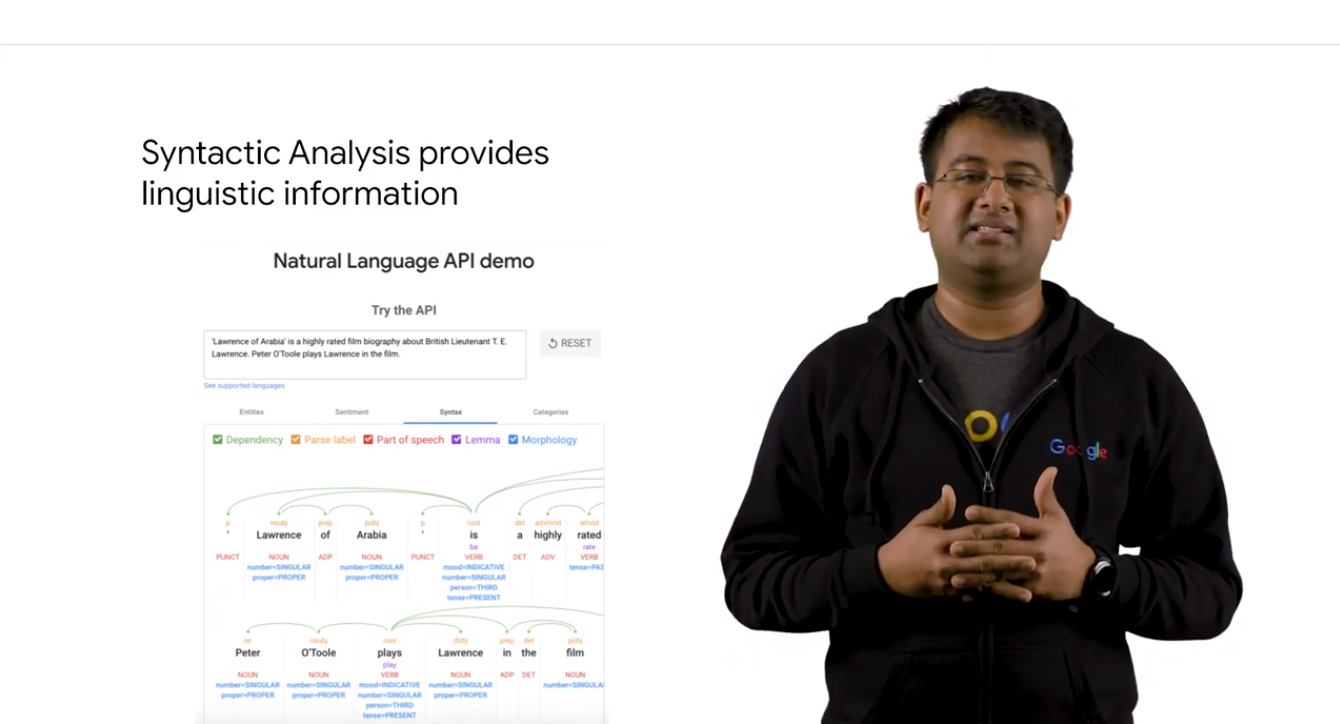 Syntactic Analysis provides
linguistic information
Natural Language API demo
Try the API
'Lawrence of Arabia' is a highly rated film biography about British Lieutenant T. E.
Lawrence. Peter O'Toole plays Lawrence in the film.
RESET
See supported languages
Entities Sentiment Syntax Categories
Dependency Parse label Part of speech Lemma Morphology
p nsubj prep pobj p root det advmod amod
' Lawrence of Arabia ' is a highly rated
be rate
PUNCT NOUN ADP NOUN PUNCT VERB DET ADV VERB
number=SINGULAR number=SINGULAR mood=INDICATIVE tense=PAS
proper=PROPER proper=PROPER number=SINGULAR
person=THIRD
tense=PRESENT
nn nsubj root dobj prep det pobj
Peter O'Toole plays Lawrence in the film
play
NOUN NOUN VERB NOUN ADP DET NOUN
number=SINGULAR number=SINGULAR mood=INDICATIVE number=SINGULAR number=SINGULA
proper=PROPER proper=PROPER number=SINGULAR proper=PROPER
person=THIRD
tense=PRESENT
Google